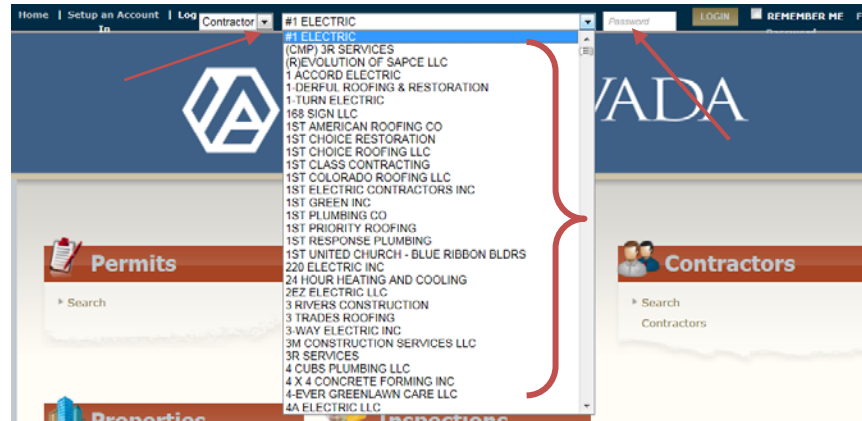 Home | Setup an Account | Log In Contractor #1 ELECTRIC Password LOGIN REMEMBER ME
#1 ELECTRIC
(CMP) 3R SERVICES
(R)EVOLUTION OF SAPCE LLC
1 ACCORD ELECTRIC
1-DERFUL ROOFING & RESTORATION
1-TURN ELECTRIC
168 SIGN LLC
1ST AMERICAN ROOFING CO
1ST CHOICE RESTORATION
1ST CHOICE ROOFING LLC
1ST CLASS CONTRACTING
1ST COLORADO ROOFING LLC
1ST ELECTRIC CONTRACTORS INC
1ST GREEN INC
1ST PLUMBING CO
1ST PRIORITY ROOFING
1ST RESPONSE PLUMBING
1ST UNITED CHURCH - BLUE RIBBON BLDRS
220 ELECTRIC INC
24 HOUR HEATING AND COOLING
2EZ ELECTRIC LLC
3 RIVERS CONSTRUCTION
3 TRADES ROOFING
3-WAY ELECTRIC INC
3M CONSTRUCTION SERVICES LLC
3R SERVICES
4 CUBS PLUMBING LLC
4 X 4 CONCRETE FORMING INC
4-EVER GREENLAWN CARE LLC
4A ELECTRIC LLC
VADA
Permits
Search
Contractors
Search
Contractors
Properties
Inspections